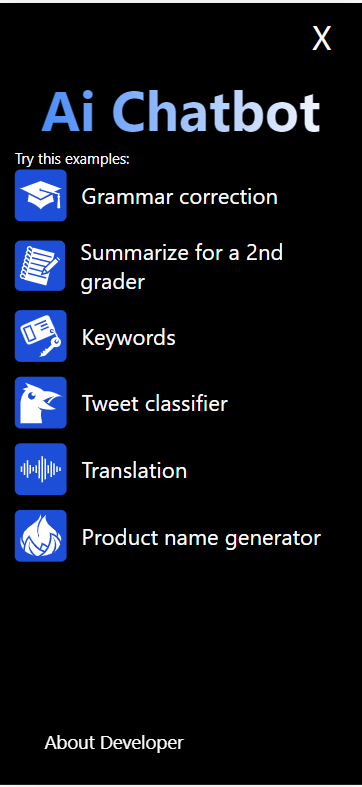 X
Ai Chatbot
Try this examples:
Grammar correction
Summarize for a 2nd
grader
Keywords
Tweet classifier
Translation
Product name generator
About Developer